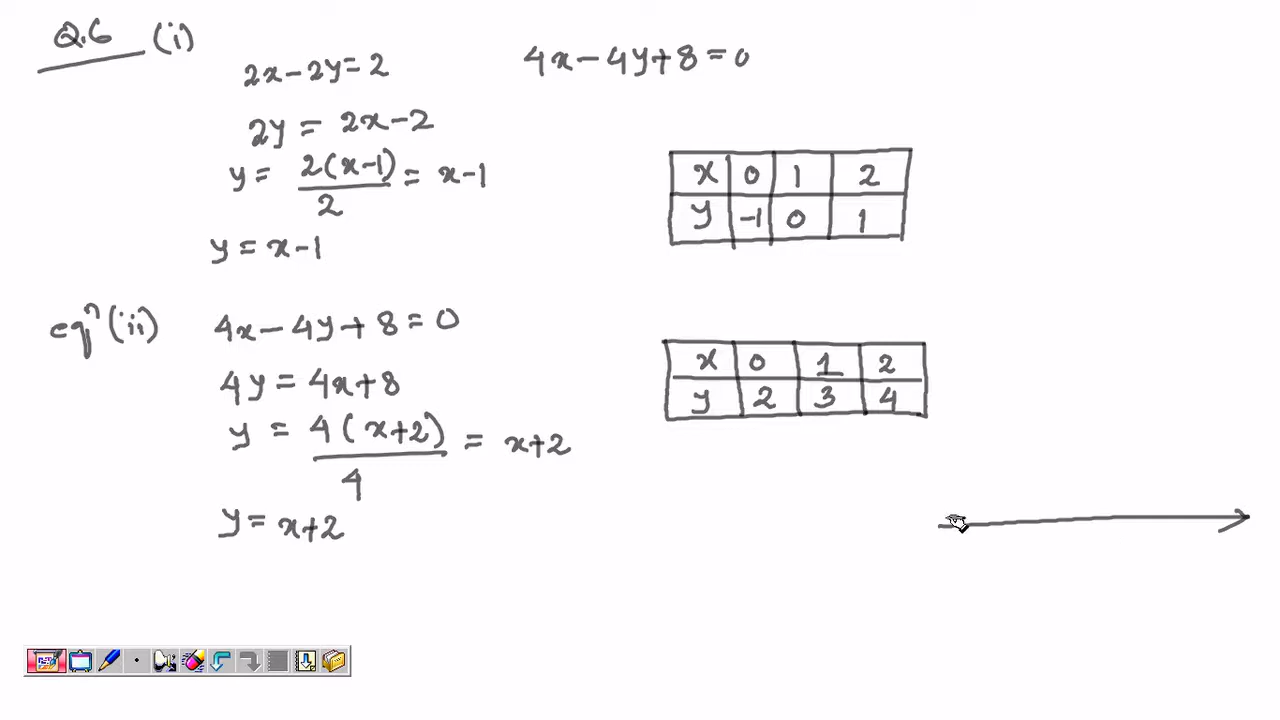 Q.6 (i)
2x-2y=2
4x-4y+8=0
2y = 2x-2
y = 2(x-1)/2 = x-1
y = x-1
x 0 1 2
y -1 0 1
eqⁿ (ii) 4x-4y+8=0
4y = 4x+8
y = 4(x+2)/4 = x+2
y = x+2
x 0 1 2
y 2 3 4